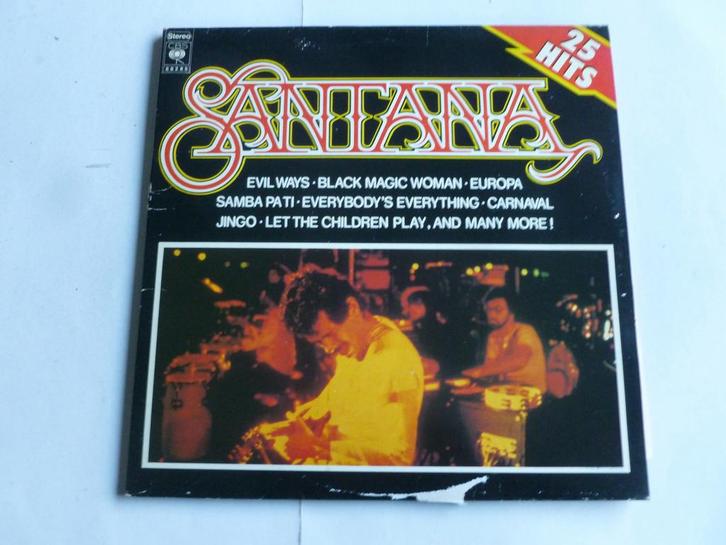 Stereo
CBS
25
HITS
SANTANA
EVIL WAYS · BLACK MAGIC WOMAN · EUROPA
SAMBA PATI · EVERYBODY'S EVERYTHING · CARNAVAL
JINGO · LET THE CHILDREN PLAY, AND MANY MORE!